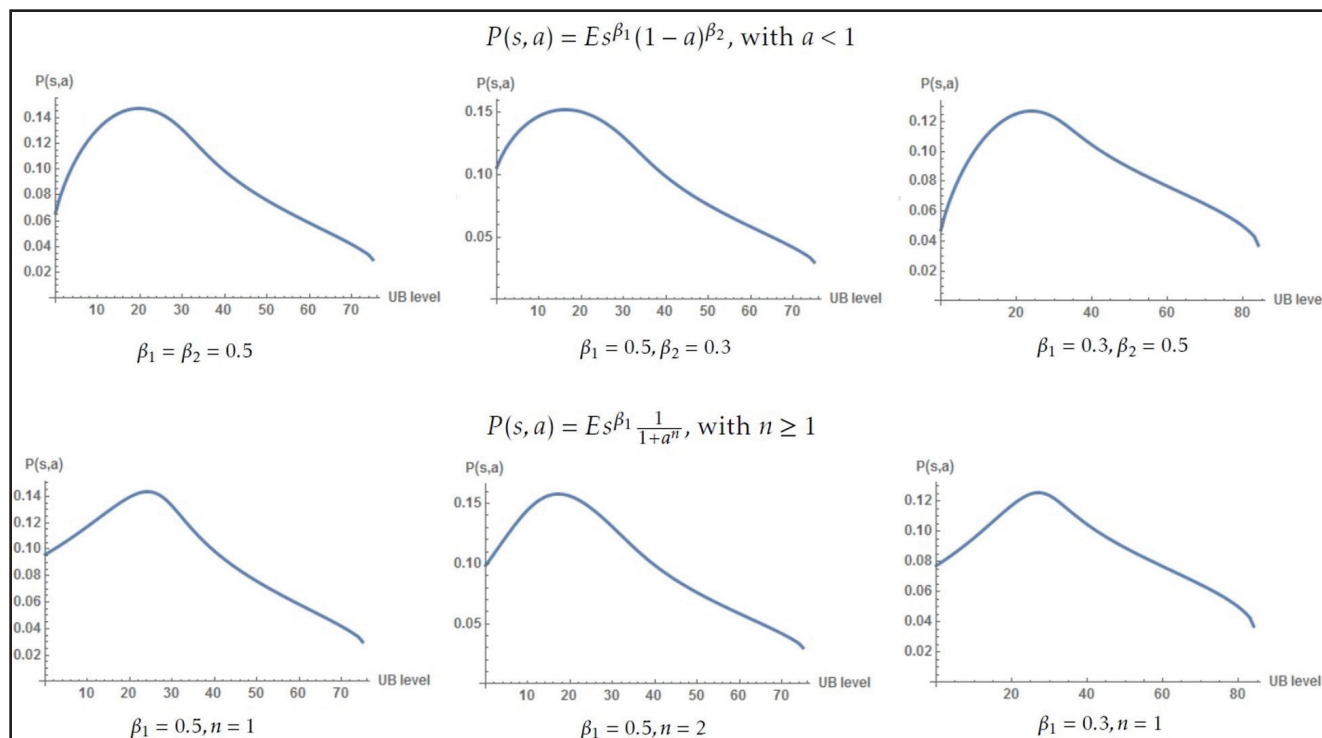 P(s, a) = Es^{β₁}(1 − a)^{β₂}, with a < 1
P(s,a)
0.14
0.12
0.10
0.08
0.06
0.04
0.02
10 20 30 40 50 60 70
UB level
β₁ = β₂ = 0.5
P(s,a)
0.15
0.10
0.05
10 20 30 40 50 60 70
UB level
β₁ = 0.5, β₂ = 0.3
P(s,a)
0.12
0.10
0.08
0.06
0.04
0.02
20 40 60 80
UB level
β₁ = 0.3, β₂ = 0.5
P(s, a) = Es^{β₁} 1/(1+a^n), with n ≥ 1
P(s,a)
0.14
0.12
0.10
0.08
0.06
0.04
0.02
10 20 30 40 50 60 70
UB level
β₁ = 0.5, n = 1
P(s,a)
0.15
0.10
0.05
10 20 30 40 50 60 70
UB level
β₁ = 0.5, n = 2
P(s,a)
0.12
0.10
0.08
0.06
0.04
0.02
20 40 60 80
UB level
β₁ = 0.3, n = 1